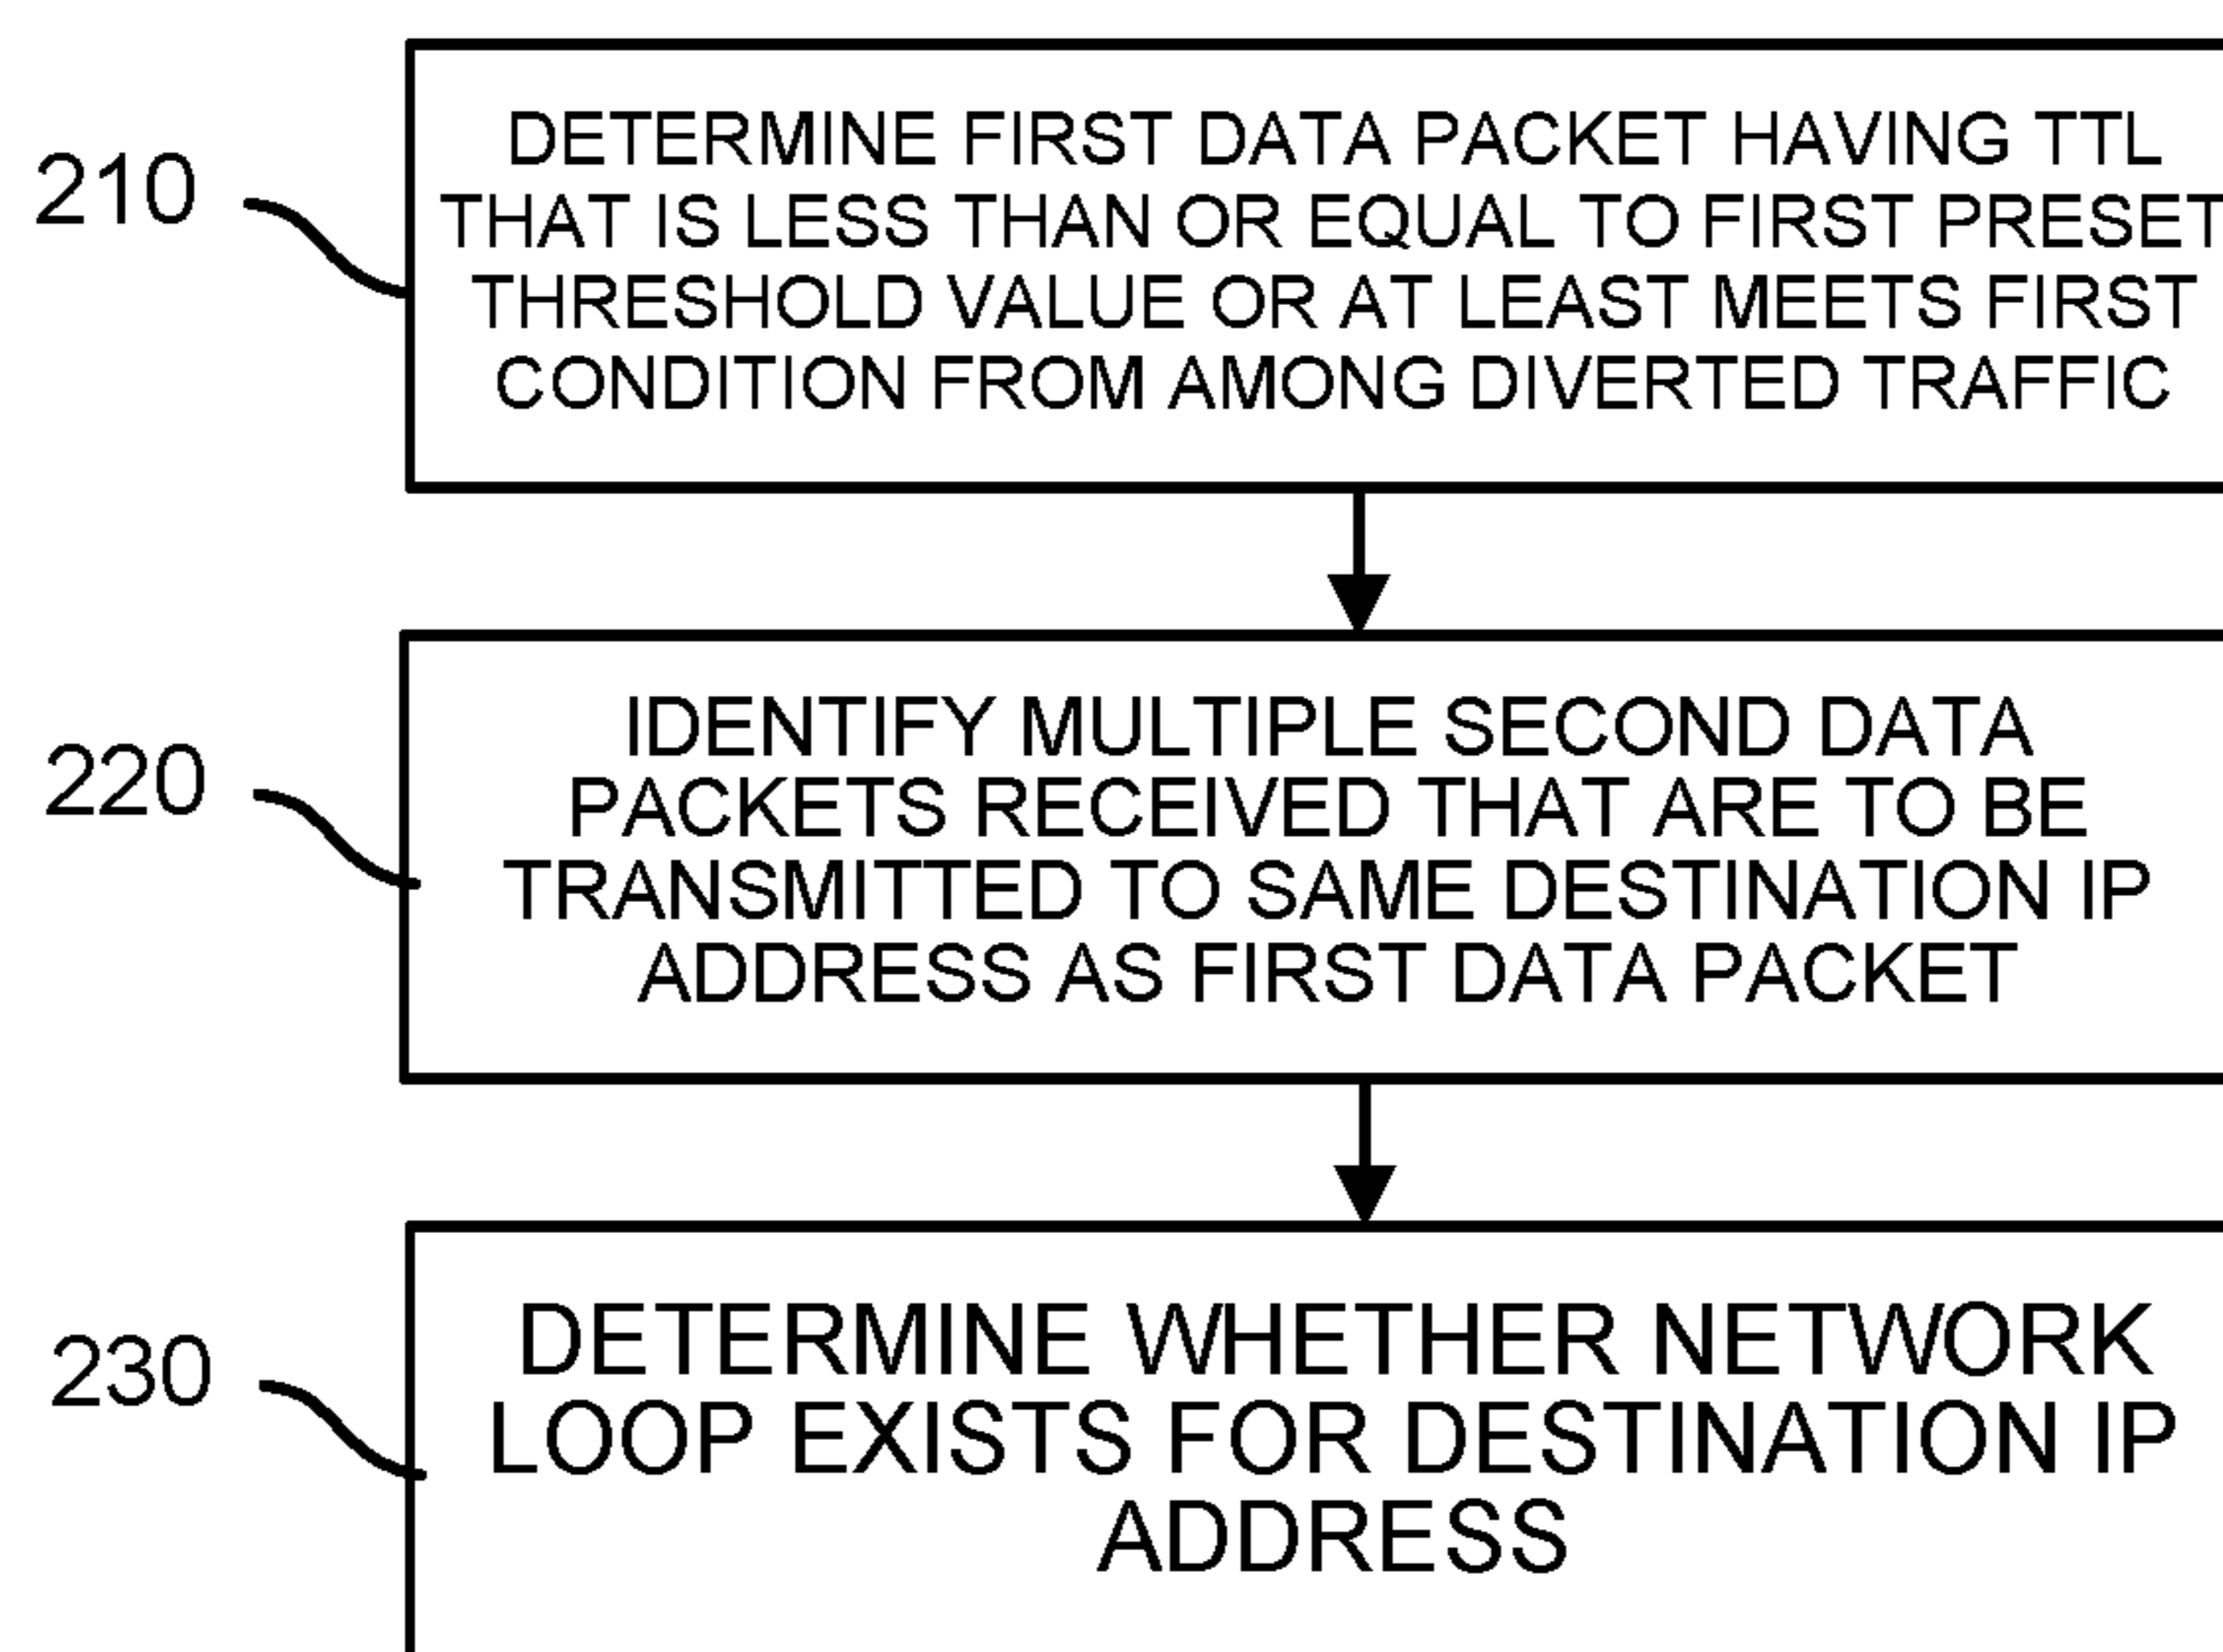 210
DETERMINE FIRST DATA PACKET HAVING TTL
THAT IS LESS THAN OR EQUAL TO FIRST PRESET
THRESHOLD VALUE OR AT LEAST MEETS FIRST
CONDITION FROM AMONG DIVERTED TRAFFIC
220
IDENTIFY MULTIPLE SECOND DATA
PACKETS RECEIVED THAT ARE TO BE
TRANSMITTED TO SAME DESTINATION IP
ADDRESS AS FIRST DATA PACKET
230
DETERMINE WHETHER NETWORK
LOOP EXISTS FOR DESTINATION IP
ADDRESS